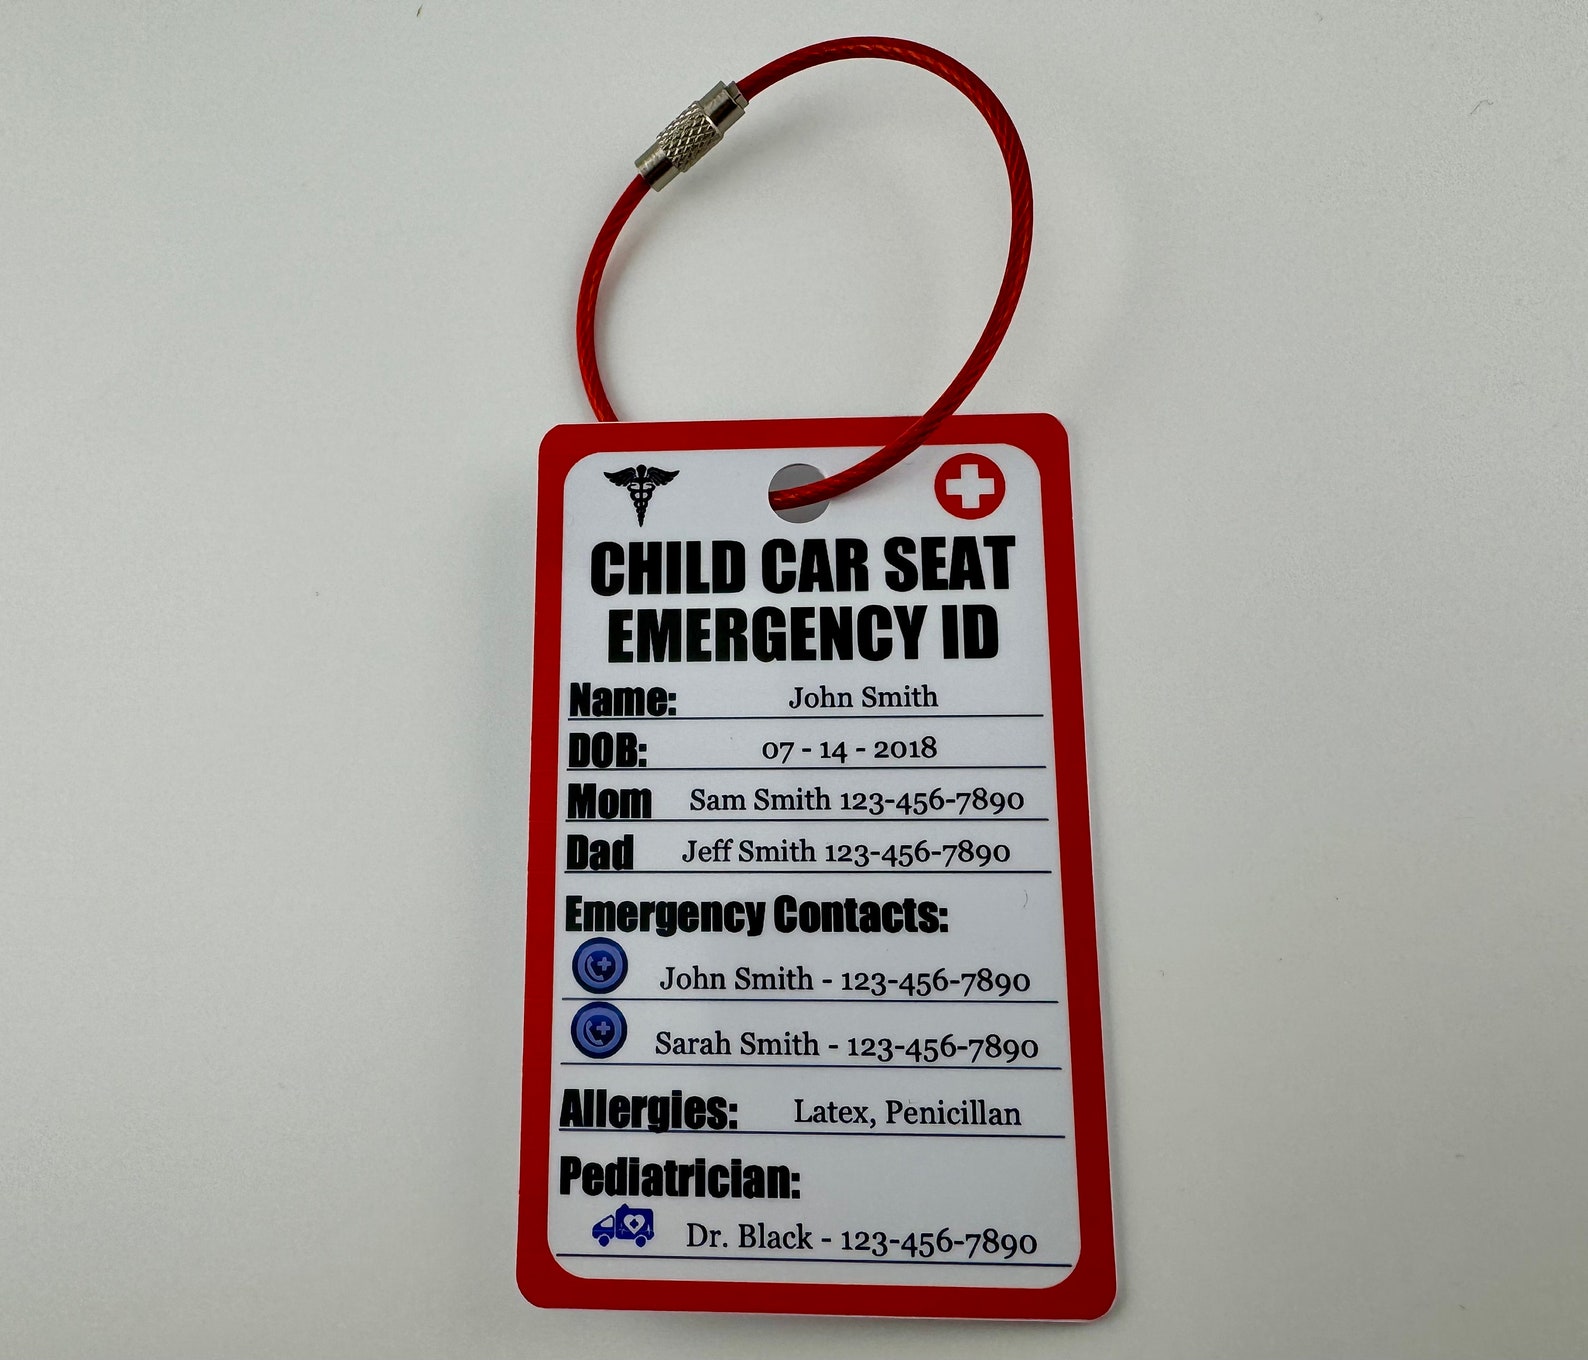 CHILD CAR SEAT
EMERGENCY ID
Name: John Smith
DOB: 07 - 14 - 2018
Mom Sam Smith 123-456-7890
Dad Jeff Smith 123-456-7890
Emergency Contacts:
John Smith - 123-456-7890
Sarah Smith - 123-456-7890
Allergies: Latex, Penicillan
Pediatrician:
Dr. Black - 123-456-7890